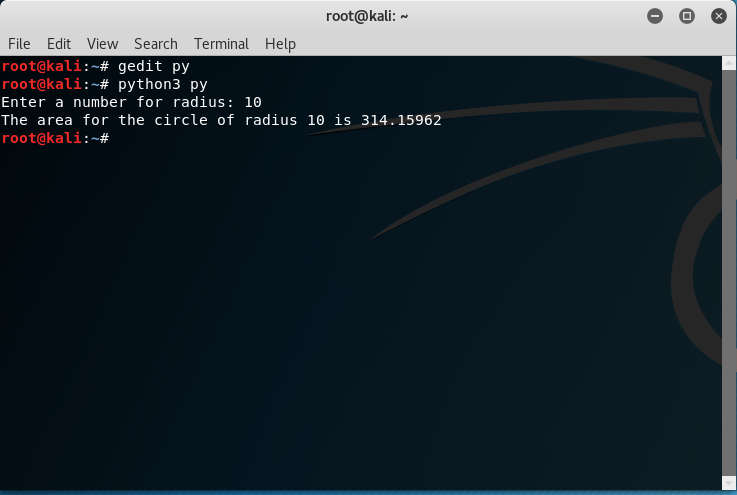 root@kali: ~
File Edit View Search Terminal Help
root@kali:~# gedit py
root@kali:~# python3 py
Enter a number for radius: 10
The area for the circle of radius 10 is 314.15962
root@kali:~#